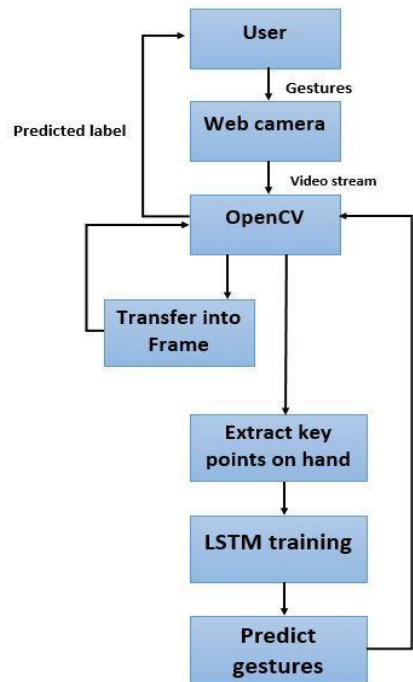 User
Gestures
Predicted label
Web camera
Video stream
OpenCV
Transfer into
Frame
Extract key
points on hand
LSTM training
Predict
gestures